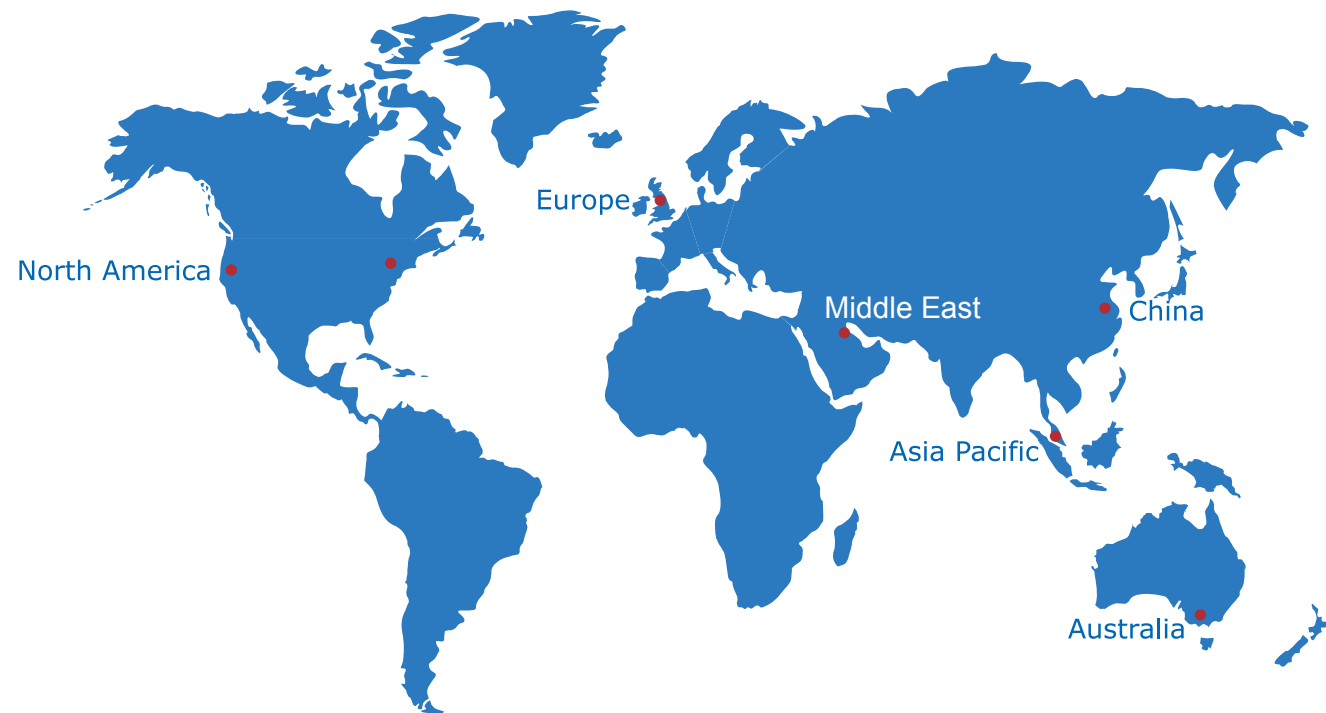 Europe
North America
Middle East
China
Asia Pacific
Australia